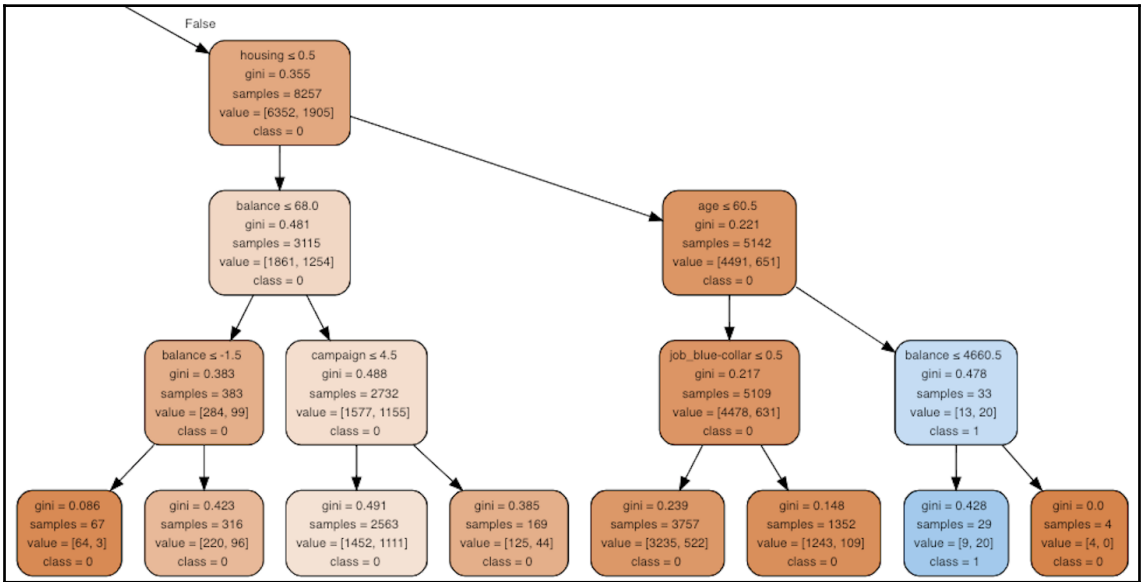 False
housing ≤ 0.5
gini = 0.355
samples = 8257
value = [6352, 1905]
class = 0
balance ≤ 68.0
gini = 0.481
samples = 3115
value = [1861, 1254]
class = 0
age ≤ 60.5
gini = 0.221
samples = 5142
value = [4491, 651]
class = 0
balance ≤ -1.5
gini = 0.383
samples = 383
value = [284, 99]
class = 0
campaign ≤ 4.5
gini = 0.488
samples = 2732
value = [1577, 1155]
class = 0
job_blue-collar ≤ 0.5
gini = 0.217
samples = 5109
value = [4478, 631]
class = 0
balance ≤ 4660.5
gini = 0.478
samples = 33
value = [13, 20]
class = 1
gini = 0.086
samples = 67
value = [64, 3]
class = 0
gini = 0.423
samples = 316
value = [220, 96]
class = 0
gini = 0.491
samples = 2563
value = [1452, 1111]
class = 0
gini = 0.385
samples = 169
value = [125, 44]
class = 0
gini = 0.239
samples = 3757
value = [3235, 522]
class = 0
gini = 0.148
samples = 1352
value = [1243, 109]
class = 0
gini = 0.428
samples = 29
value = [9, 20]
class = 1
gini = 0.0
samples = 4
value = [4, 0]
class = 0